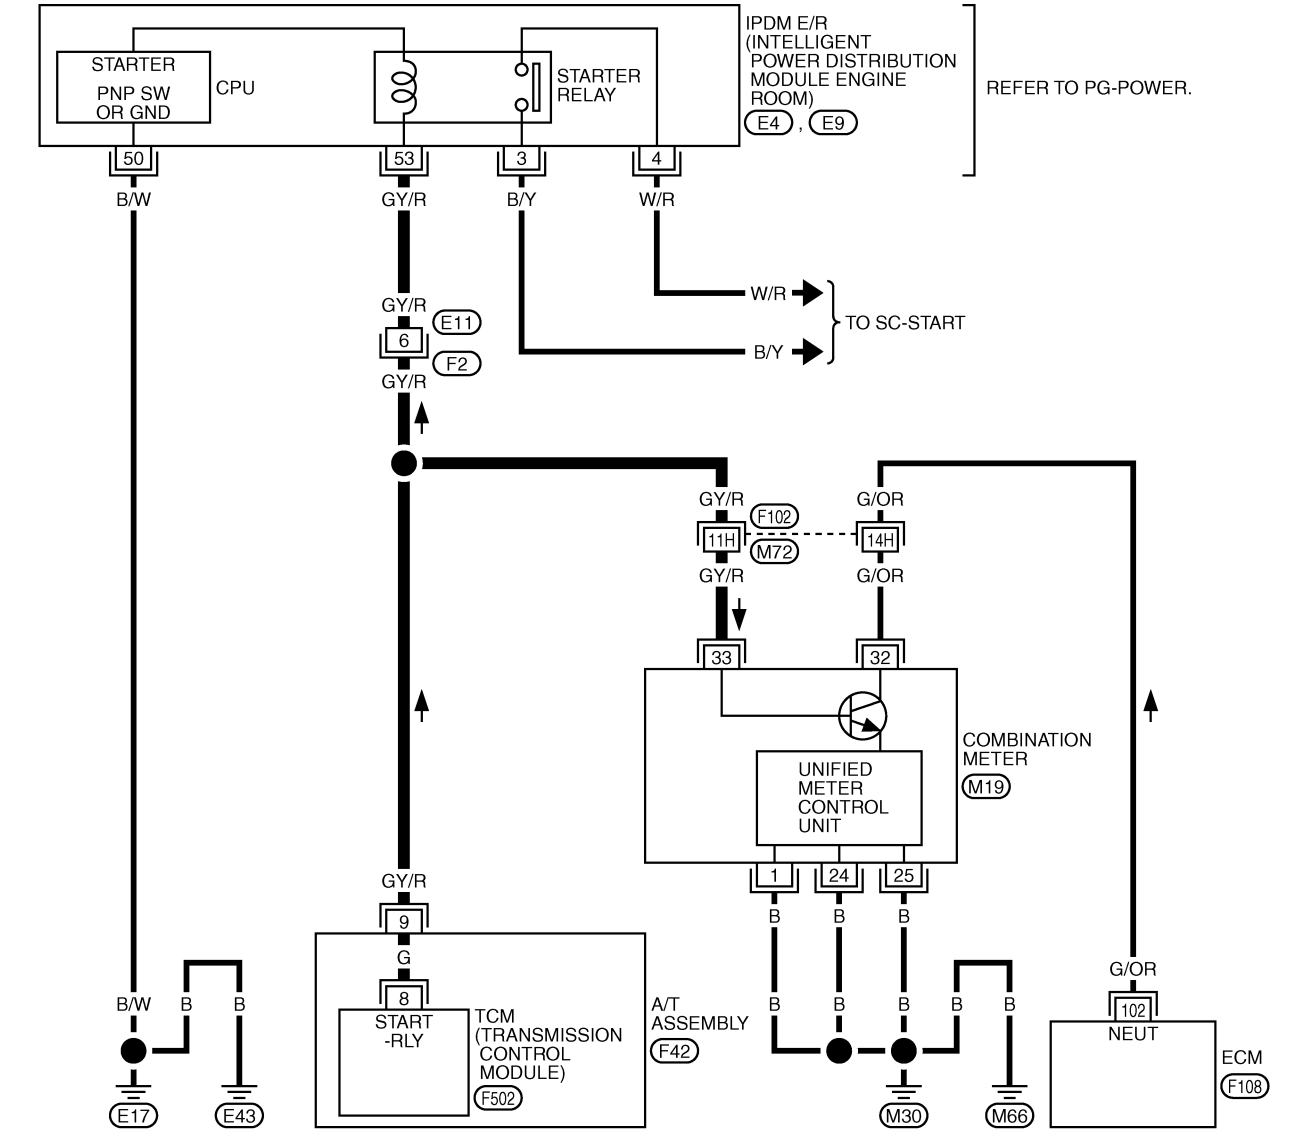 STARTER
PNP SW
OR GND
CPU
STARTER
RELAY
IPDM E/R
(INTELLIGENT
POWER DISTRIBUTION
MODULE ENGINE
ROOM)
E4 , E9
REFER TO PG-POWER.
50
53
3
4
B/W
GY/R
B/Y
W/R
W/R
GY/R
E11
6
TO SC-START
B/Y
F2
GY/R
GY/R
G/OR
F102
11H
14H
M72
GY/R
G/OR
33
32
COMBINATION
METER
M19
UNIFIED
METER
CONTROL
UNIT
1
24
25
GY/R
B
B
B
9
G
G/OR
8
102
B/W
B
B
START
-RLY
TCM
(TRANSMISSION
CONTROL
MODULE)
F502
A/T
ASSEMBLY
F42
B
B
B
B
B
NEUT
ECM
F108
E17
E43
M30
M66